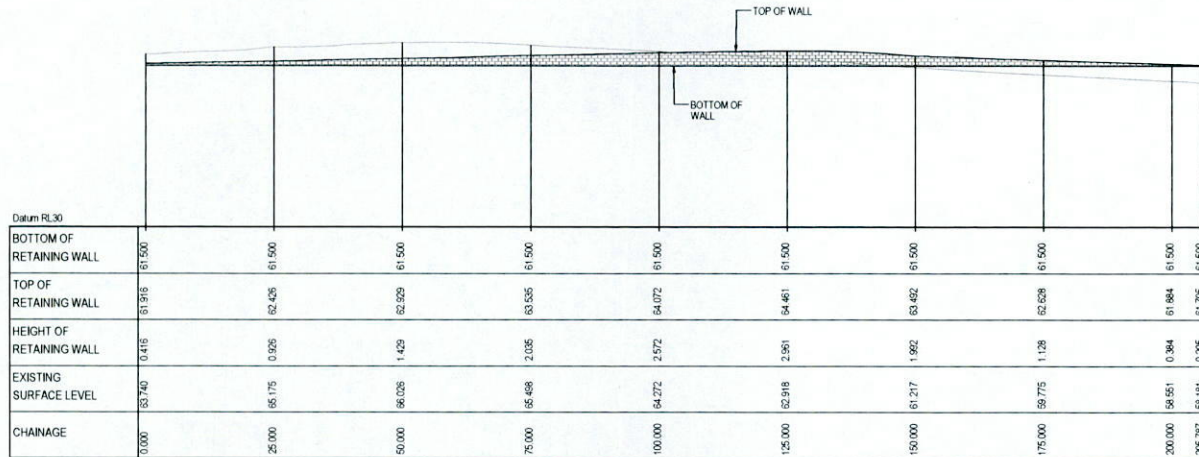 TOP OF WALL
BOTTOM OF
WALL
Datum RL30
BOTTOM OF
RETAINING WALL
61.500 61.500 61.500 61.500 61.500 61.500 61.500 61.500 61.500
TOP OF
RETAINING WALL
61.916 62.426 62.929 63.535 64.072 64.461 63.492 62.628 61.884
HEIGHT OF
RETAINING WALL
0.416 0.926 1.429 2.035 2.572 2.961 1.992 1.128 0.384
EXISTING
SURFACE LEVEL
63.740 65.175 66.026 65.498 64.272 62.918 61.217 59.775 58.551
CHAINAGE
0.000 25.000 50.000 75.000 100.000 125.000 150.000 175.000 200.000